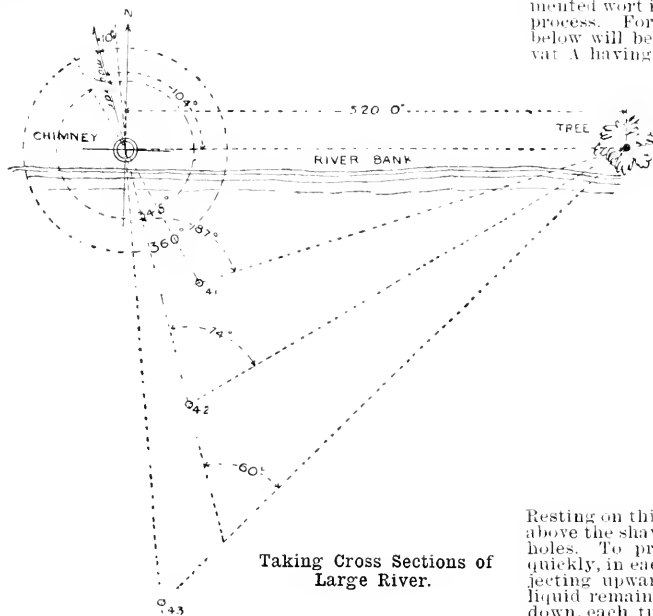 mented wort i
process. For
below will be
vat A having
N
10°
104°
520' 0"
CHIMNEY
TREE
RIVER BANK
48°
87°
360°
41
74°
42
60°
43
Taking Cross Sections of
Large River.
Resting on thi
above the shav
holes. To pr
quickly, in eac
jecting upwar
liquid remain
down, each tu